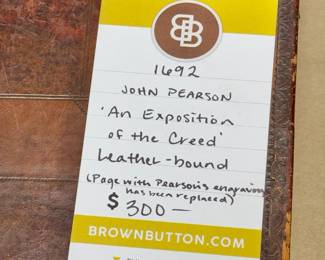 BB
1692
JOHN PEARSON
'An Exposition
of the Creed'
Leather-bound
(Page with Pearson's engraving
has been replaced)
$300—
BROWNBUTTON.COM